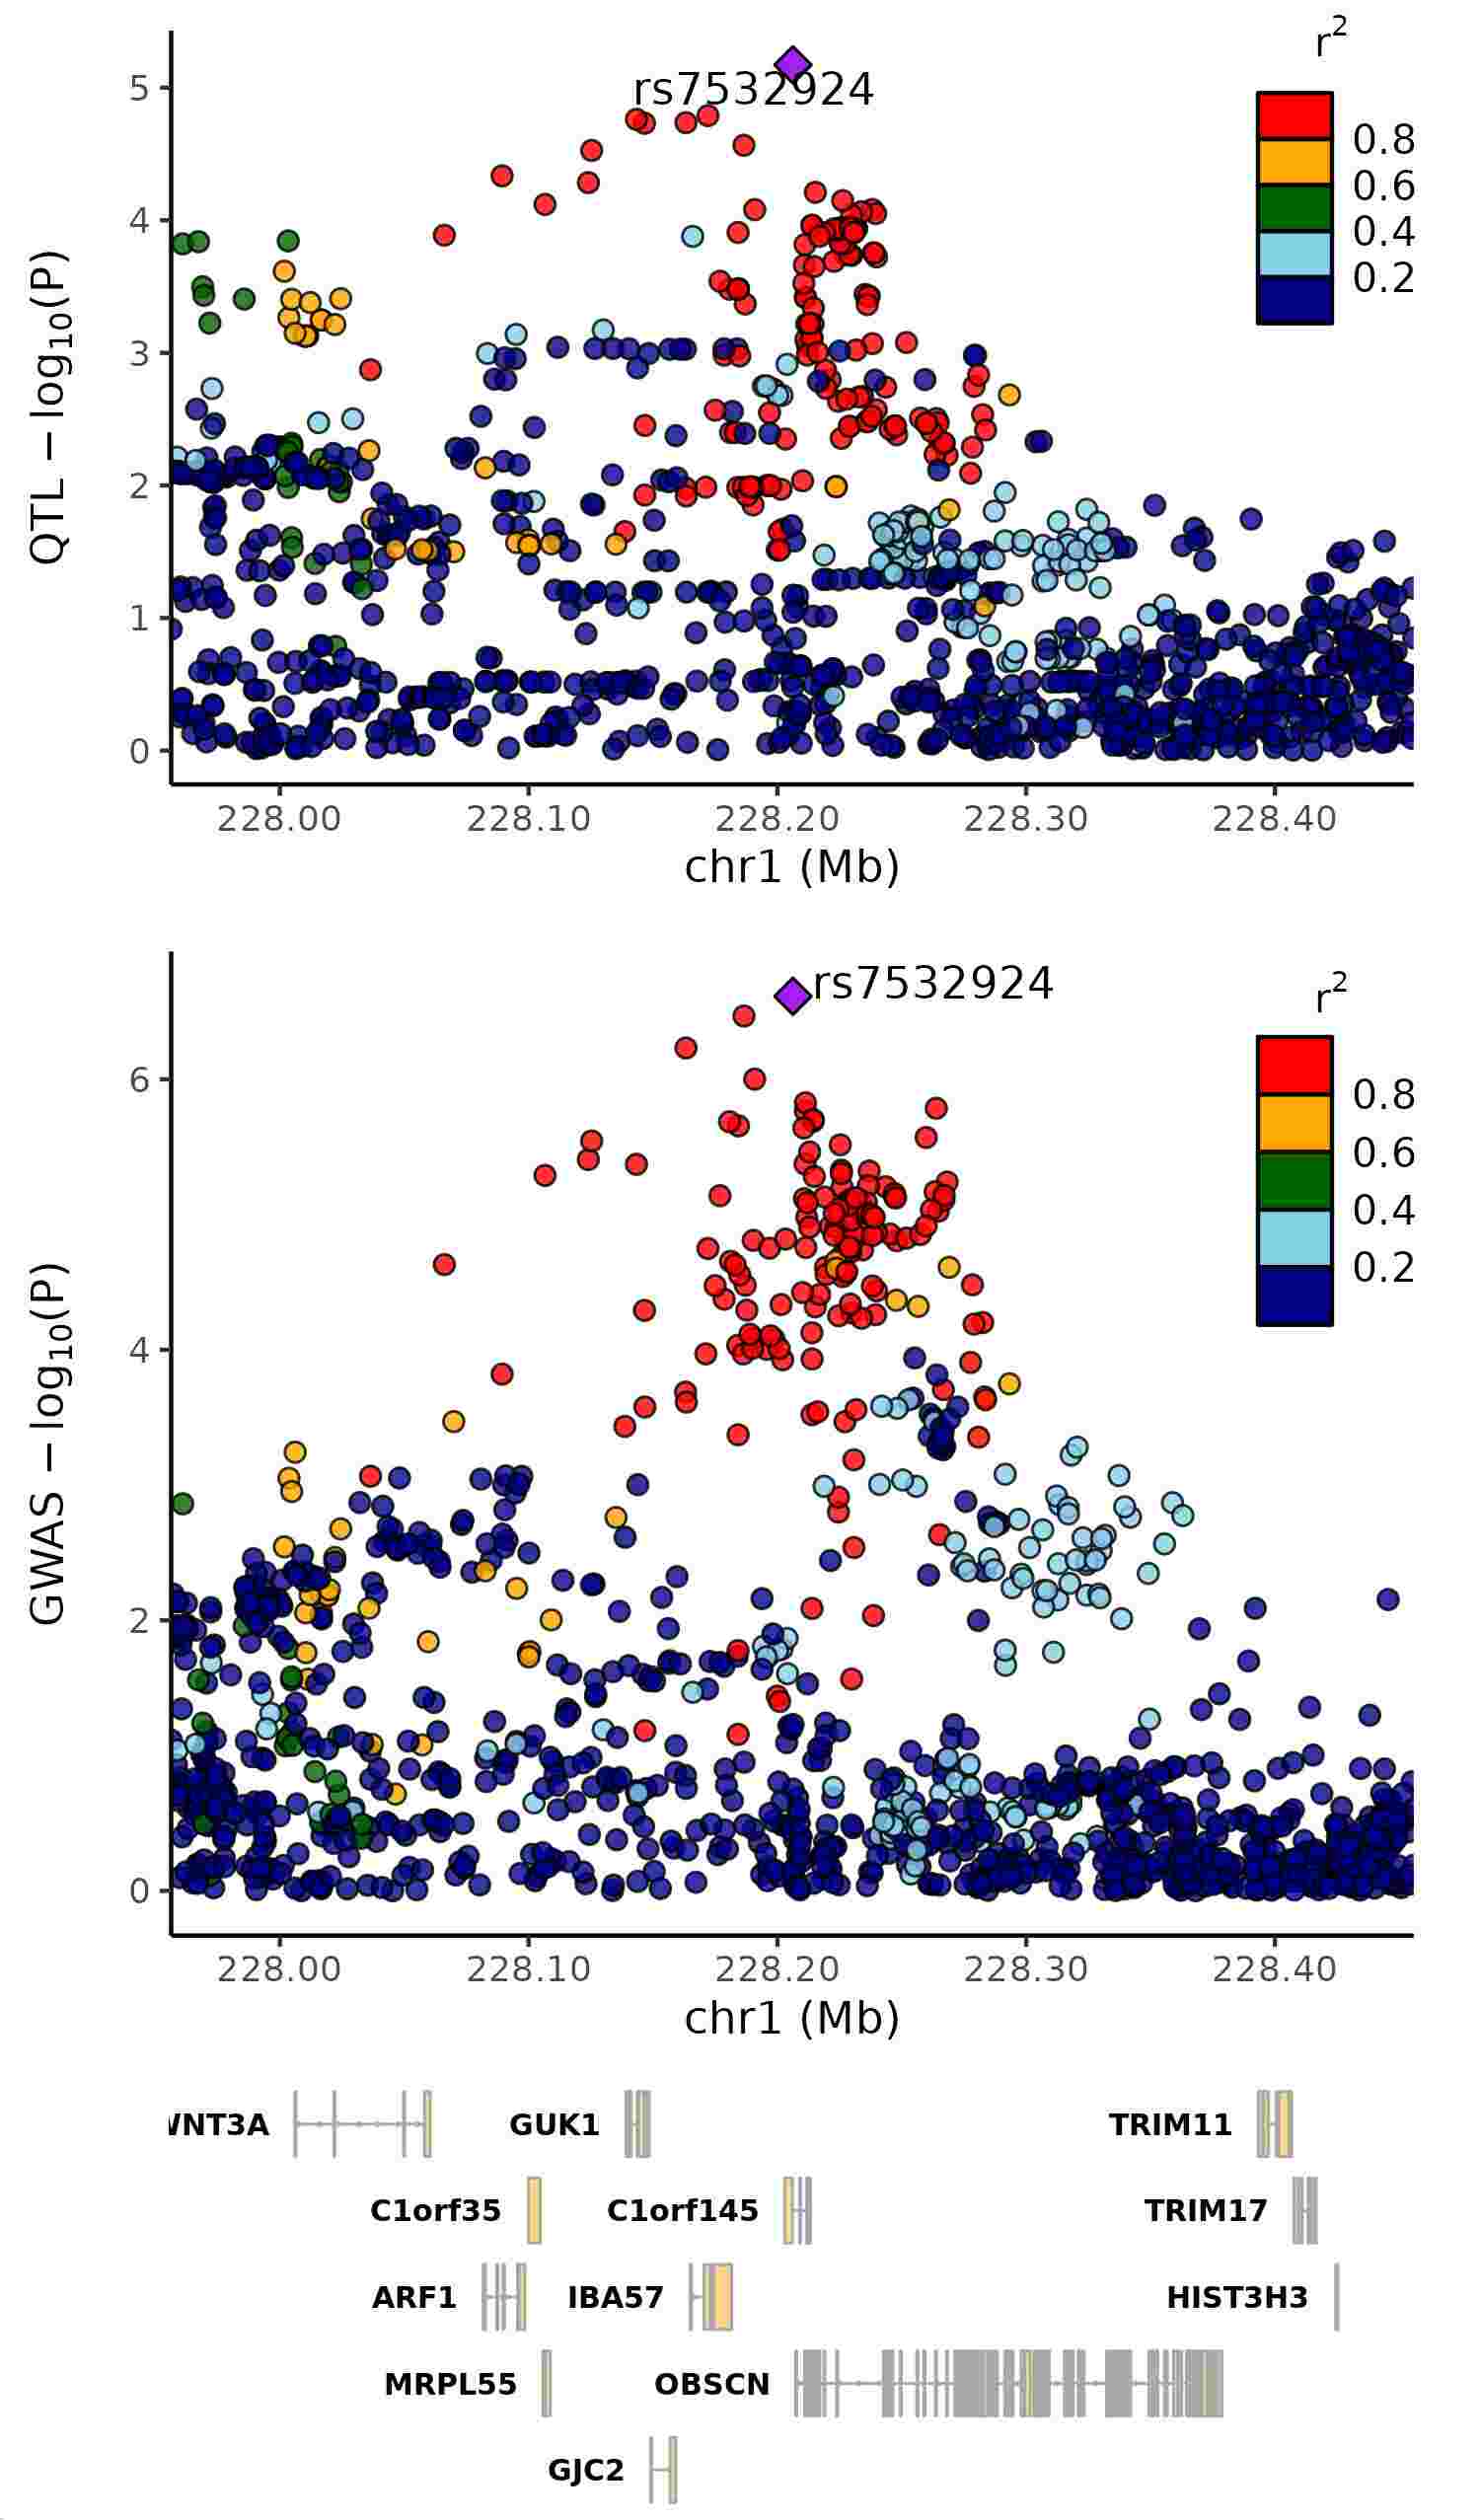 r²
5
rs7532924
0.8
0.6
0.4
0.2
4
3
2
1
0
QTL – log₁₀(P)
228.00 228.10 228.20 228.30 228.40
chr1 (Mb)
rs7532924
r²
6
0.8
0.6
0.4
0.2
4
2
0
GWAS – log₁₀(P)
228.00 228.10 228.20 228.30 228.40
chr1 (Mb)
WNT3A GUK1 TRIM11
C1orf35 C1orf145 TRIM17
ARF1 IBA57 HIST3H3
MRPL55 OBSCN
GJC2